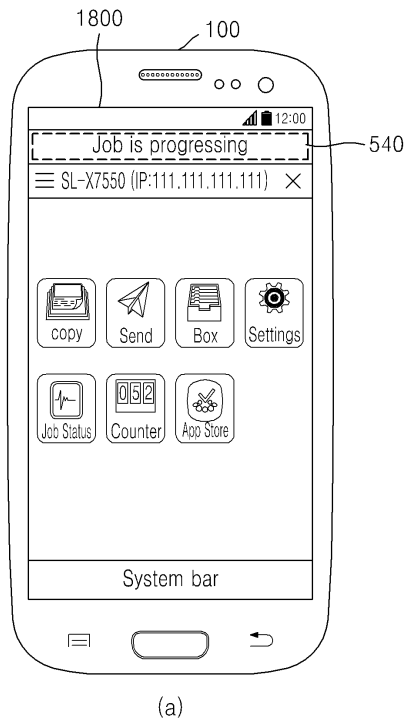 1800
100
12:00
Job is progressing
540
SL-X7550 (IP:111.111.111.111)
copy
Send
Box
Settings
052
Job Status
Counter
App Store
System bar
(a)